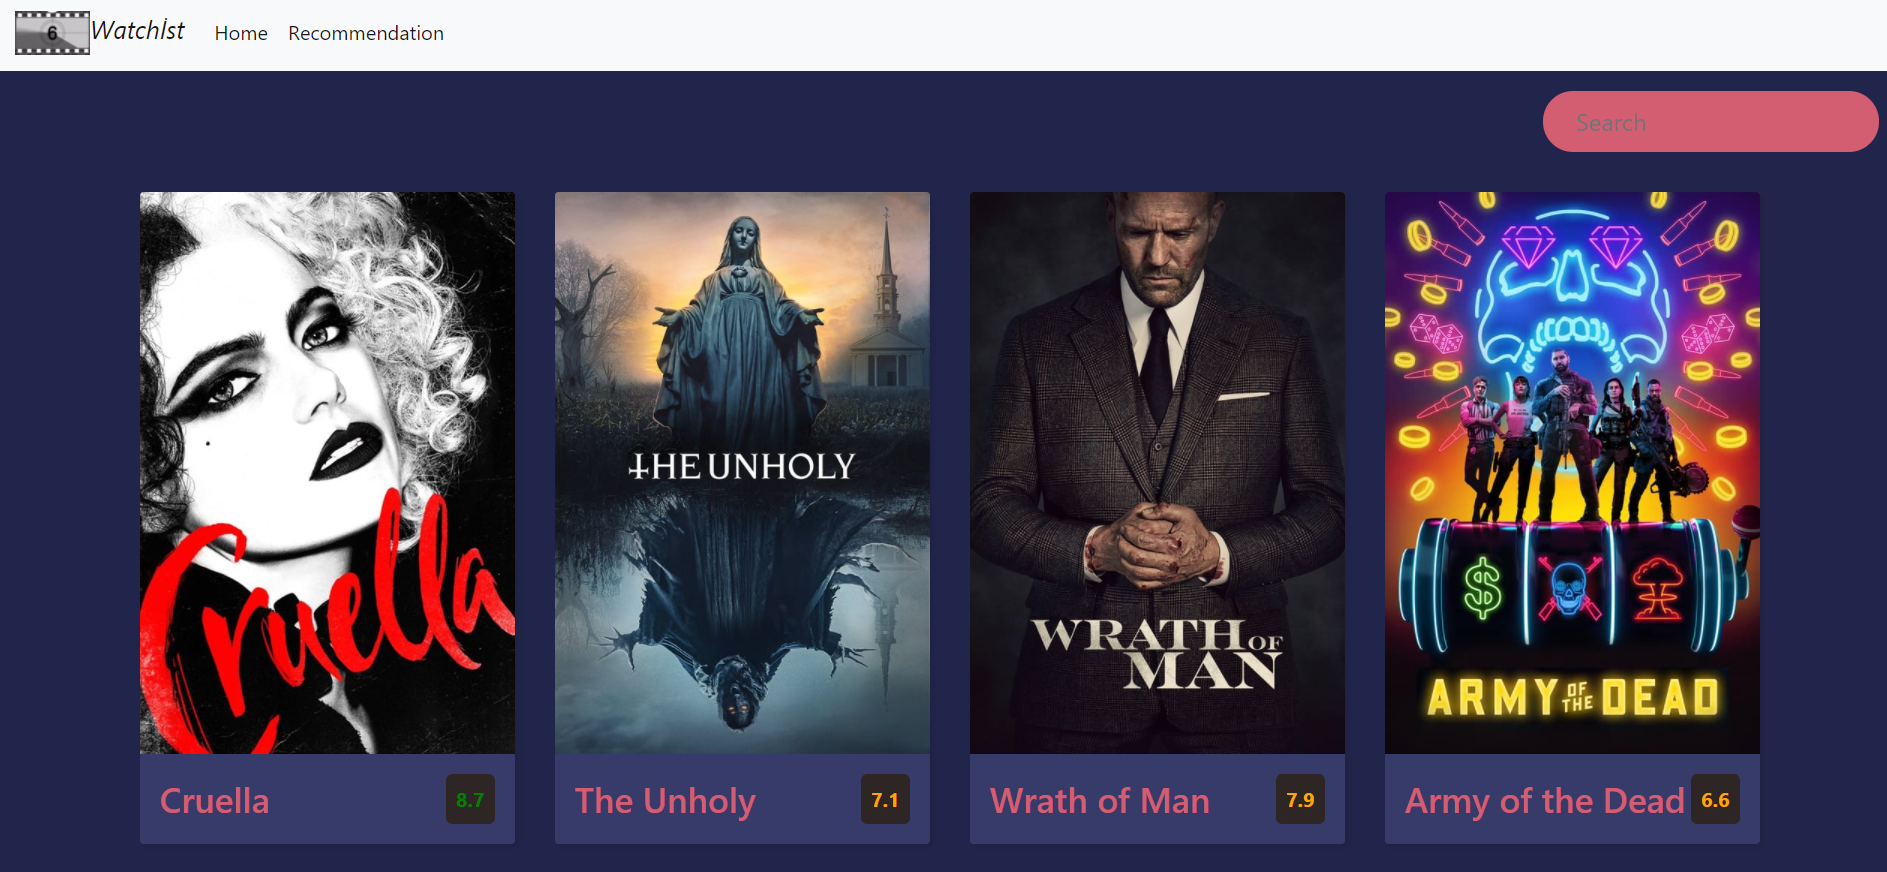 6
Watchlist Home Recommendation
Search
Cruella
THE UNHOLY
WRATH OF
MAN
ARMY OF THE DEAD
Cruella 8.7
The Unholy 7.1
Wrath of Man 7.9
Army of the Dead 6.6